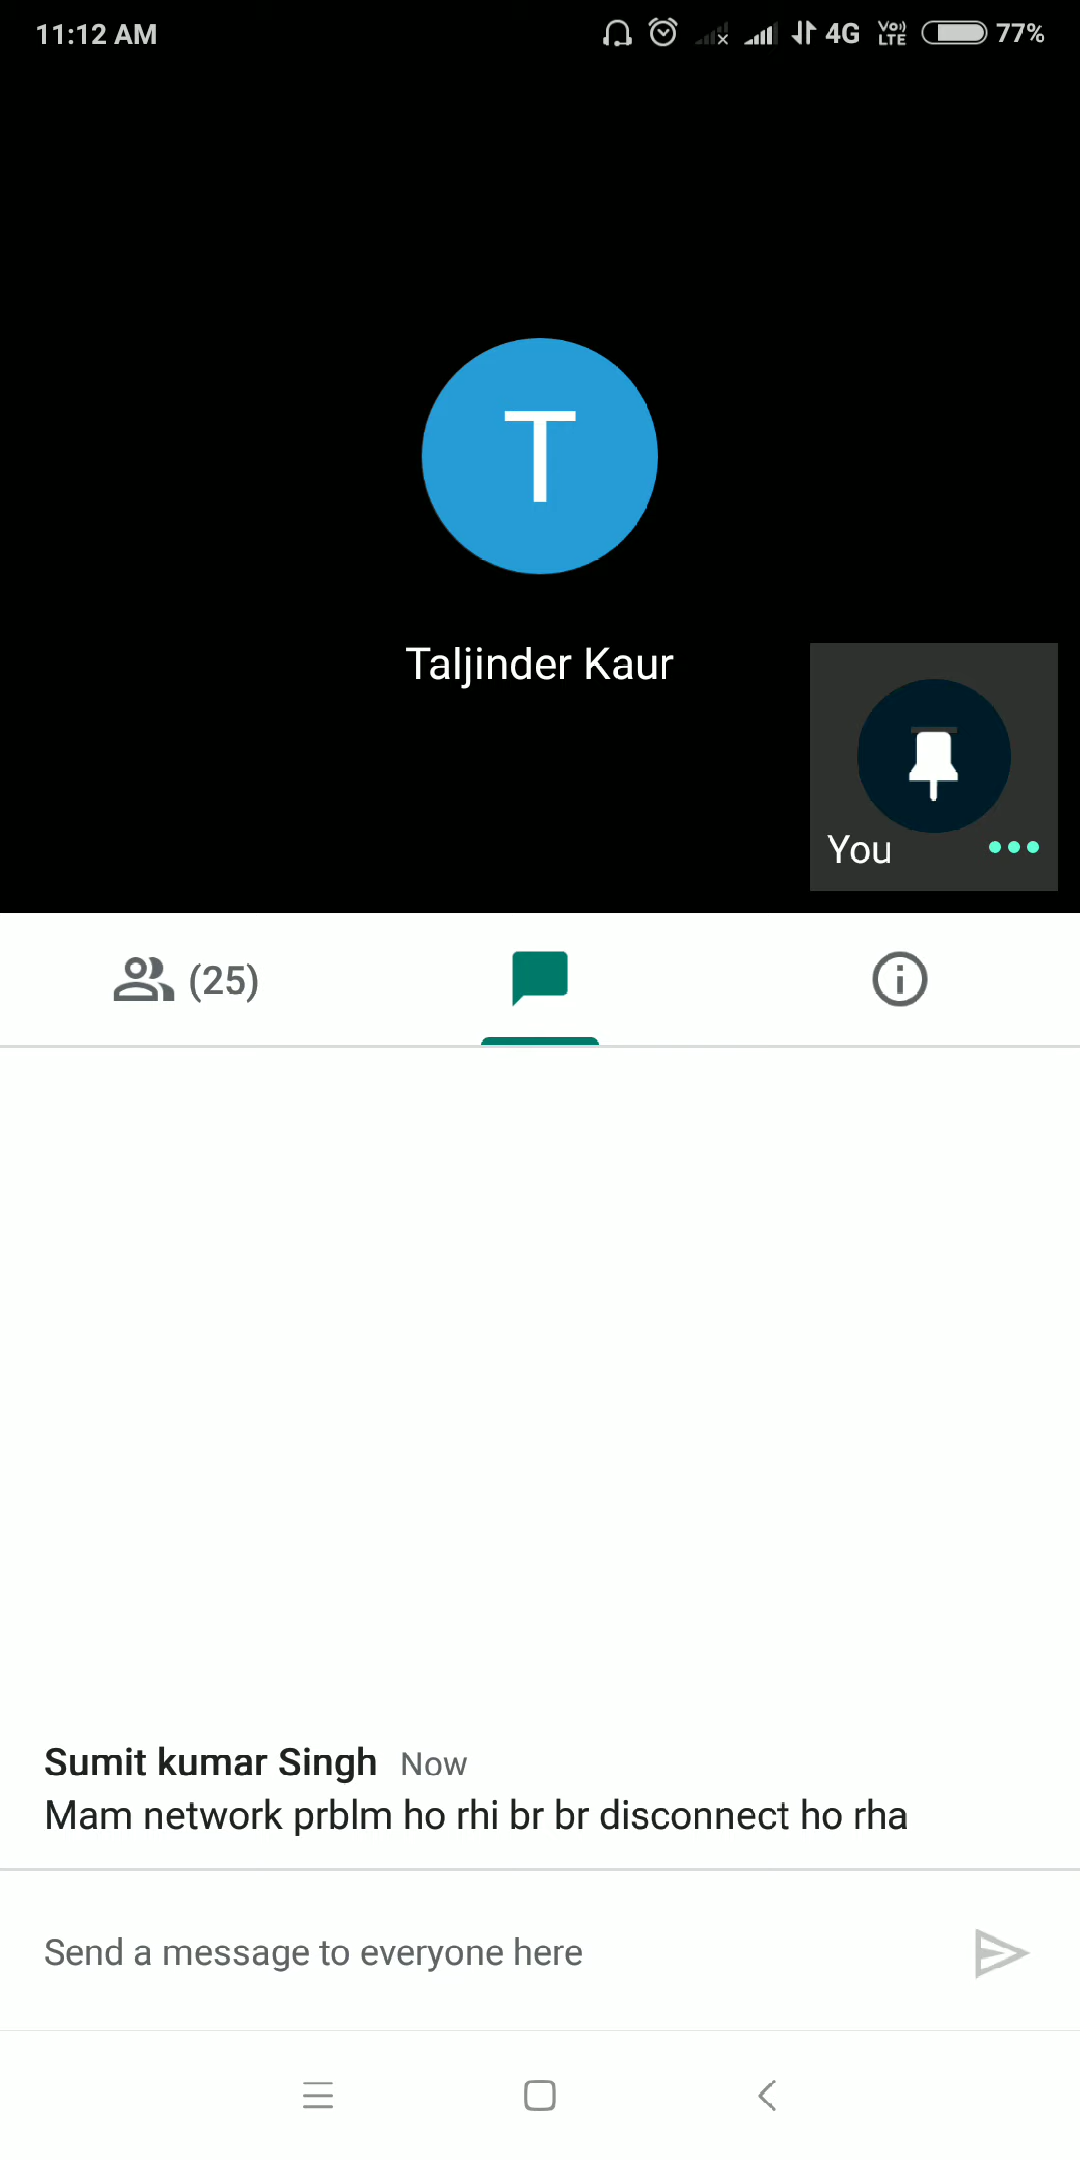 11:12 AM 4G VoLTE 77%
T
Taljinder Kaur
You
(25)
Sumit kumar Singh Now
Mam network prblm ho rhi br br disconnect ho rha
Send a message to everyone here